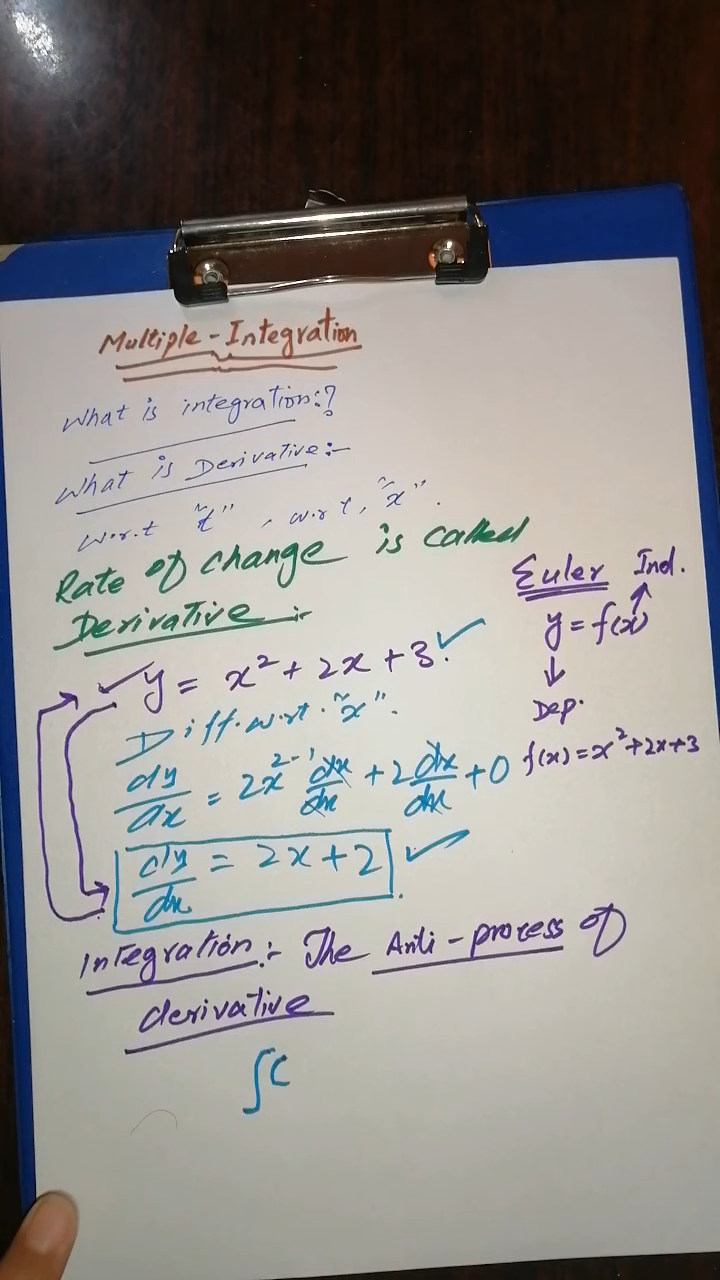 Multiple - Integration
What is integration:?
What is Derivative:-
w.r.t "t" , w.r.t, "x".
Rate of change is called
Derivative :-
Euler Ind.
y = f(x)
Dep.
f(x) = x² + 2x + 3
y = x² + 2x + 3.
Diff. w.r.t. "x".
dy/dx = 2x²⁻¹ dx/dx + 2 dx/dx + 0
dy/dx = 2x + 2
Integration:- The Anti-process of
derivative
∫(